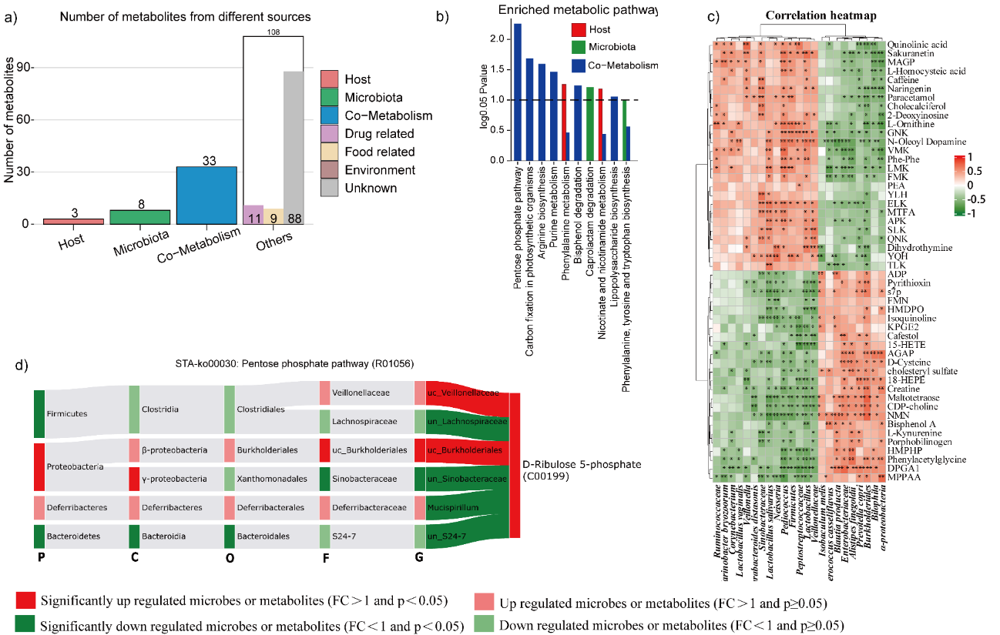 a)
Number of metabolites from different sources
Number of metabolites
90
60
30
0
3
8
33
108
11
9
88
Host
Microbiota
Co−Metabolism
Others
Host
Microbiota
Co−Metabolism
Drug related
Food related
Environment
Unknown
b)
Enriched metabolic pathway
log0.05 Pvalue
2.0
1.5
1.0
0.5
0.0
Host
Microbiota
Co−Metabolism
Pentose phosphate pathway
Carbon fixation in photosynthetic organisms
Arginine biosynthesis
Purine metabolism
Phenylalanine metabolism
Bisphenol degradation
Caprolactam degradation
Nicotinate and nicotinamide metabolism
Lipopolysaccharide biosynthesis
Phenylalanine, tyrosine and tryptophan biosynthesis
c)
Correlation heatmap
Quinolinic acid
Sakuranetin
MAGP
L-Homocysteic acid
Caffeine
Naringenin
Paracetamol
Cholecalciferol
2-Deoxyinosine
L-Ornithine
GNK
N-Oleoyl Dopamine
VMK
Phe-Phe
LMK
FMK
PEA
YLH
ELK
MTFA
APK
SLK
QNK
Dihydrothymine
YQH
TLK
ADP
Pyrithioxin
s7p
FMN
HMDPO
Isoquinoline
KPGE2
Cafestol
15-HETE
AGAP
D-Cysteine
cholesteryl sulfate
18-HEPE
Creatine
Maltotetraose
CDP-choline
NMN
Bisphenol A
L-Kynurenine
Porphobilinogen
HMPHP
Phenylacetylglycine
DPGA1
MPPAA
1
0.5
0
-0.5
-1
Ruminococcaceae
arinobacter bryozoorum
Corynebacterium
Lactobacillus vaginalis
Veillonella
rabacteroides distasonis
Sinobacteraceae
Lactobacillus salivarius
Neisseria
Pediococcus
Firmicutes
Peptostreptococcaceae
Lactobacillus
Veillonellaceae
Isobaculum melis
erococcus casseliflavus
Blautia producta
Enterobacteriaceae
Alistipes finegoldii
Prevotella copri
Burkholderiales
Bilophila
α-proteobacteria
d)
STA-ko00030: Pentose phosphate pathway (R01056)
Firmicutes
Clostridia
Clostridiales
Veillonellaceae
uc_Veillonellaceae
Lachnospiraceae
un_Lachnospiraceae
Proteobacteria
β-proteobacteria
Burkholderiales
uc_Burkholderiales
uc_Burkholderiales
γ-proteobacteria
Xanthomonadales
Sinobacteraceae
un_Sinobacteraceae
Deferribacteres
Deferribacteres
Deferribacterales
Deferribacteraceae
Mucispirillum
Bacteroidetes
Bacteroidia
Bacteroidales
S24-7
un_S24-7
D-Ribulose 5-phosphate
(C00199)
P
C
O
F
G
Significantly up regulated microbes or metabolites (FC＞1 and p＜0.05)
Up regulated microbes or metabolites (FC＞1 and p≥0.05)
Significantly down regulated microbes or metabolites (FC＜1 and p＜0.05)
Down regulated microbes or metabolites (FC＜1 and p≥0.05)